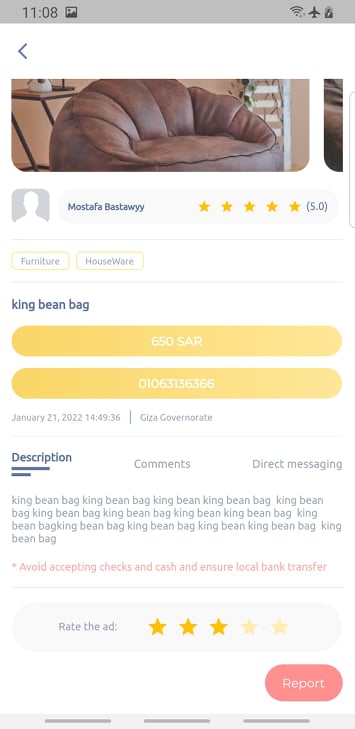 11:08
Mostafa Bastawyy
(5.0)
Furniture HouseWare
king bean bag
650 SAR
01063136366
January 21, 2022 14:49:36 Giza Governorate
Description Comments Direct messaging
king bean bag king bean bag king bean king bean bag king bean
bag king bean bag king bean bag king bean king bean bag king
bean bagking bean bag king bean bag king bean king bean bag king
bean bag
* Avoid accepting checks and cash and ensure local bank transfer
Rate the ad:
Report